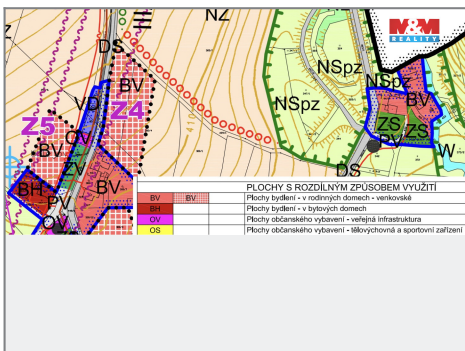 NZ
M&M
REALITY
DS
NSpz
NSpz
BV
BV
VD
Z4
NSpz
Z5
OV
ZS
ZS
BV
ZV
PV
W
410
BH
BV
DS
PV
OV
PLOCHY S ROZDÍLNÝM ZPŮSOBEM VYUŽITÍ
BV BV Plochy bydlení - v rodinných domech - venkovské
BH Plochy bydlení - v bytových domech
OV Plochy občanského vybavení - veřejná infrastruktura
OS Plochy občanského vybavení - tělovýchovná a sportovní zařízení